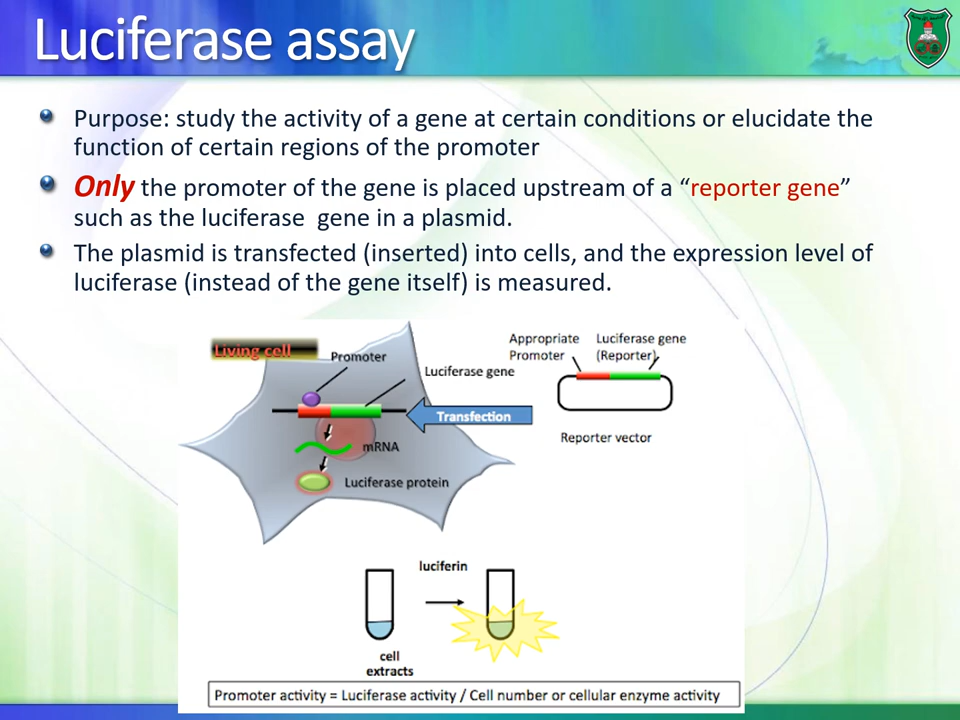 Luciferase assay
Purpose: study the activity of a gene at certain conditions or elucidate the
function of certain regions of the promoter
Only the promoter of the gene is placed upstream of a “reporter gene”
such as the luciferase gene in a plasmid.
The plasmid is transfected (inserted) into cells, and the expression level of
luciferase (instead of the gene itself) is measured.
Living cell
Promoter
Luciferase gene
Transfection
mRNA
Luciferase protein
Appropriate
Promoter
Luciferase gene
(Reporter)
Reporter vector
luciferin
cell
extracts
Promoter activity = Luciferase activity / Cell number or cellular enzyme activity